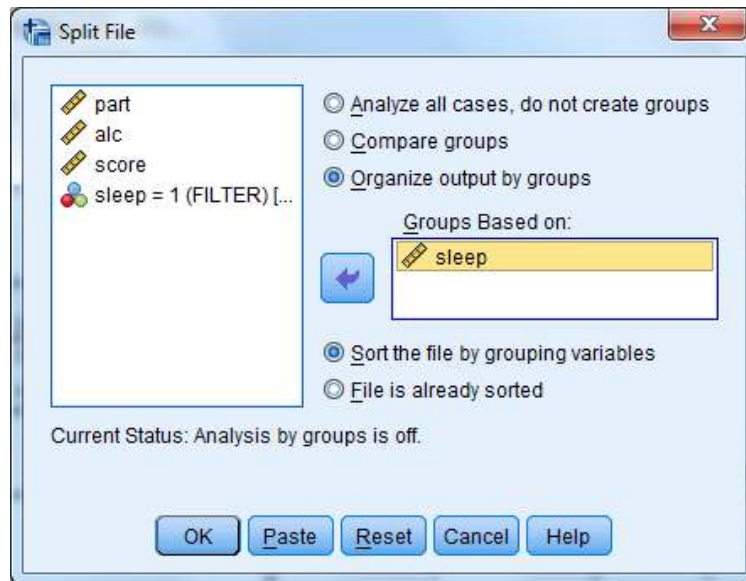 Split File
part
alc
score
sleep = 1 (FILTER) [...
Analyze all cases, do not create groups
Compare groups
Organize output by groups
Groups Based on:
sleep
Sort the file by grouping variables
File is already sorted
Current Status: Analysis by groups is off.
OK Paste Reset Cancel Help